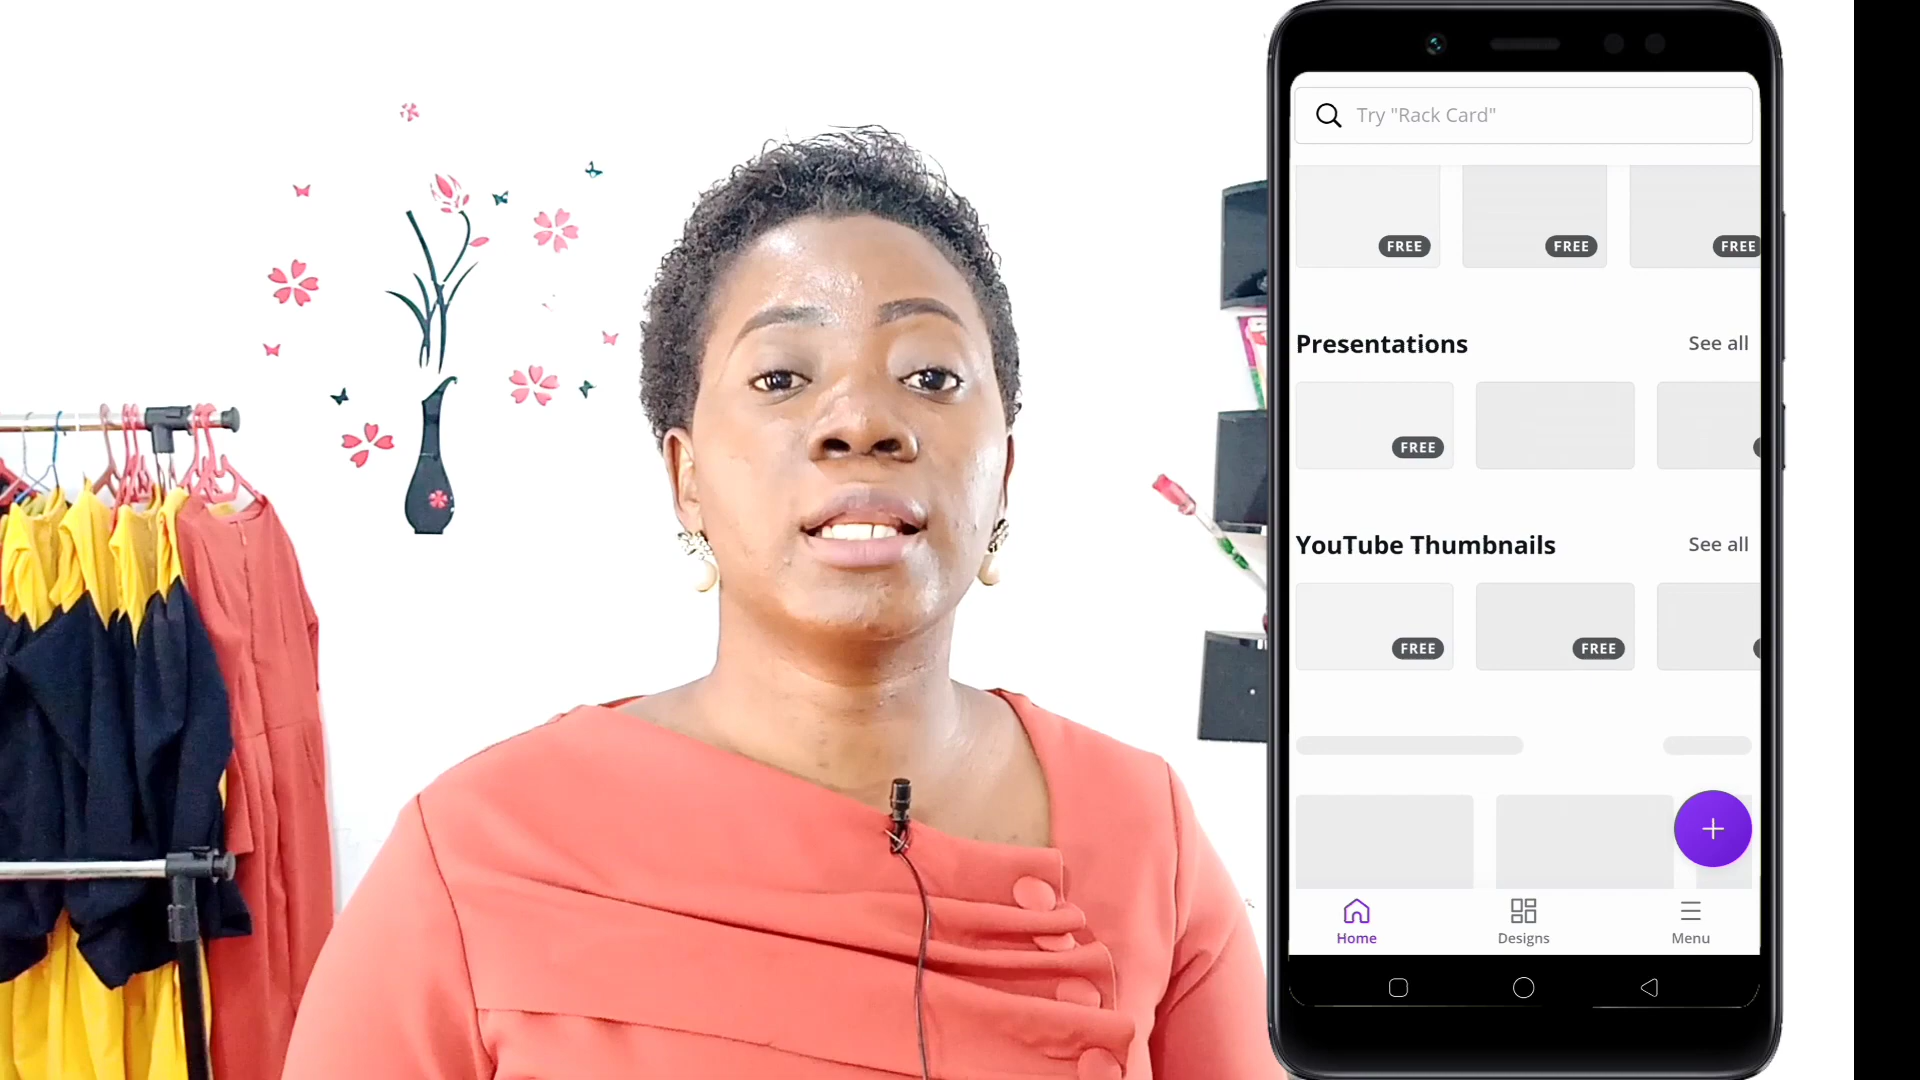 Try "Rack Card"
FREE
FREE
FREE
Presentations
See all
FREE
YouTube Thumbnails
See all
FREE
FREE
Home
Designs
Menu